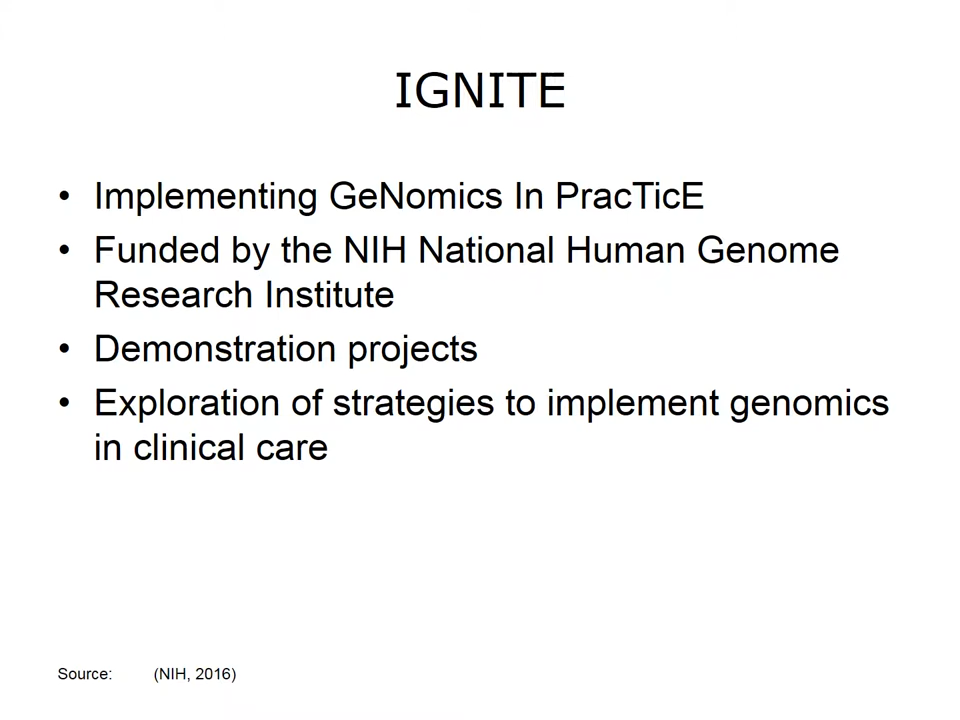 IGNITE
• Implementing GeNomics In PracTicE
• Funded by the NIH National Human Genome
Research Institute
• Demonstration projects
• Exploration of strategies to implement genomics
in clinical care
Source: (NIH, 2016)